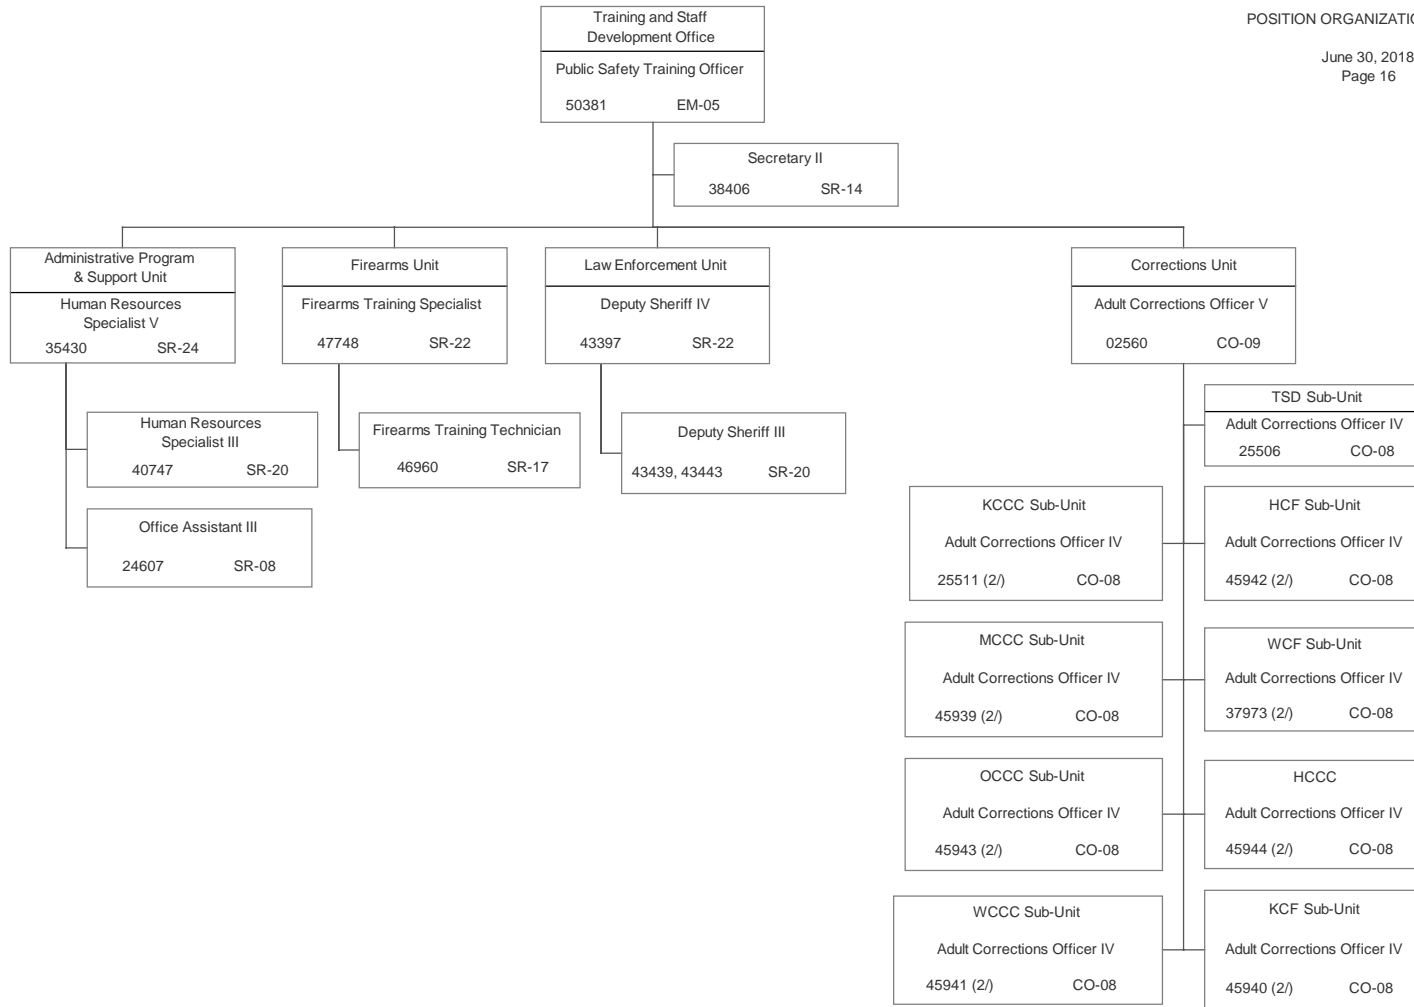 POSITION ORGANIZATIO
June 30, 2018
Page 16
Training and Staff
Development Office
Public Safety Training Officer
50381 EM-05
Secretary II
38406 SR-14
Administrative Program
& Support Unit
Human Resources
Specialist V
35430 SR-24
Firearms Unit
Firearms Training Specialist
47748 SR-22
Law Enforcement Unit
Deputy Sheriff IV
43397 SR-22
Corrections Unit
Adult Corrections Officer V
02560 CO-09
Human Resources
Specialist III
40747 SR-20
Office Assistant III
24607 SR-08
Firearms Training Technician
46960 SR-17
Deputy Sheriff III
43439, 43443 SR-20
TSD Sub-Unit
Adult Corrections Officer IV
25506 CO-08
KCCC Sub-Unit
Adult Corrections Officer IV
25511 (2/) CO-08
HCF Sub-Unit
Adult Corrections Officer IV
45942 (2/) CO-08
MCCC Sub-Unit
Adult Corrections Officer IV
45939 (2/) CO-08
WCF Sub-Unit
Adult Corrections Officer IV
37973 (2/) CO-08
OCCC Sub-Unit
Adult Corrections Officer IV
45943 (2/) CO-08
HCCC
Adult Corrections Officer IV
45944 (2/) CO-08
WCCC Sub-Unit
Adult Corrections Officer IV
45941 (2/) CO-08
KCF Sub-Unit
Adult Corrections Officer IV
45940 (2/) CO-08